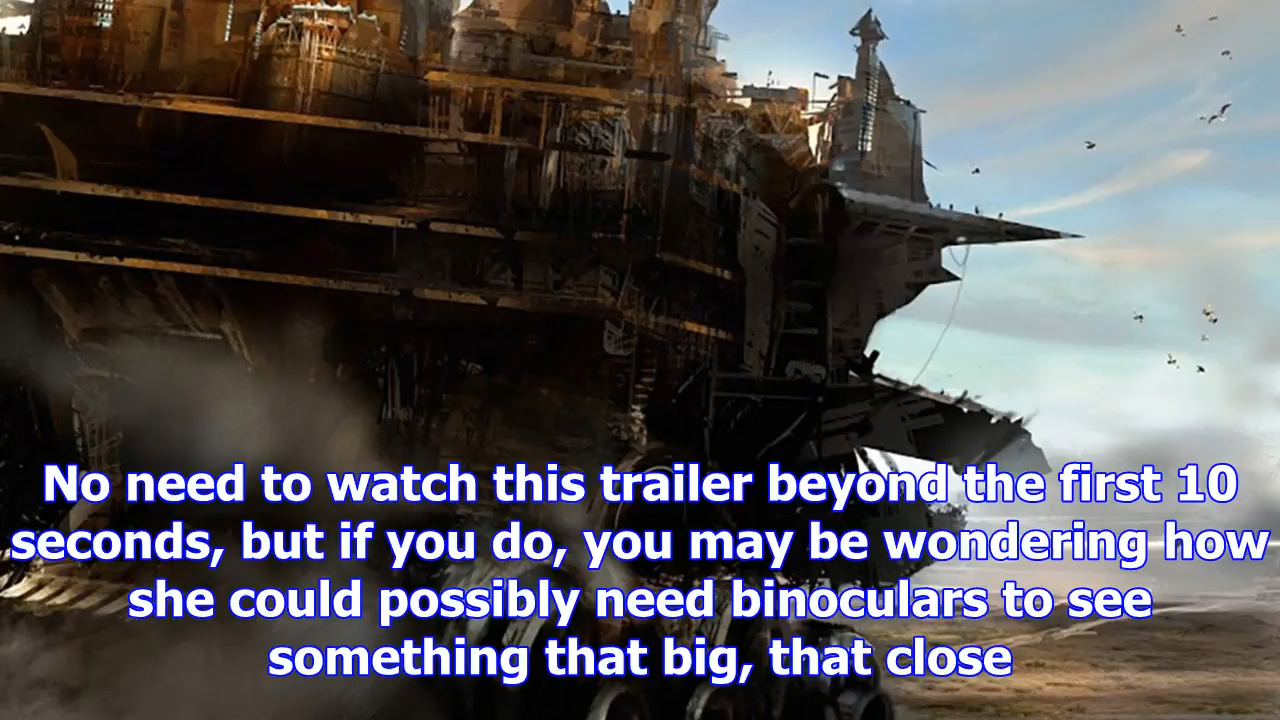 No need to watch this trailer beyond the first 10
seconds, but if you do, you may be wondering how
she could possibly need binoculars to see
something that big, that close